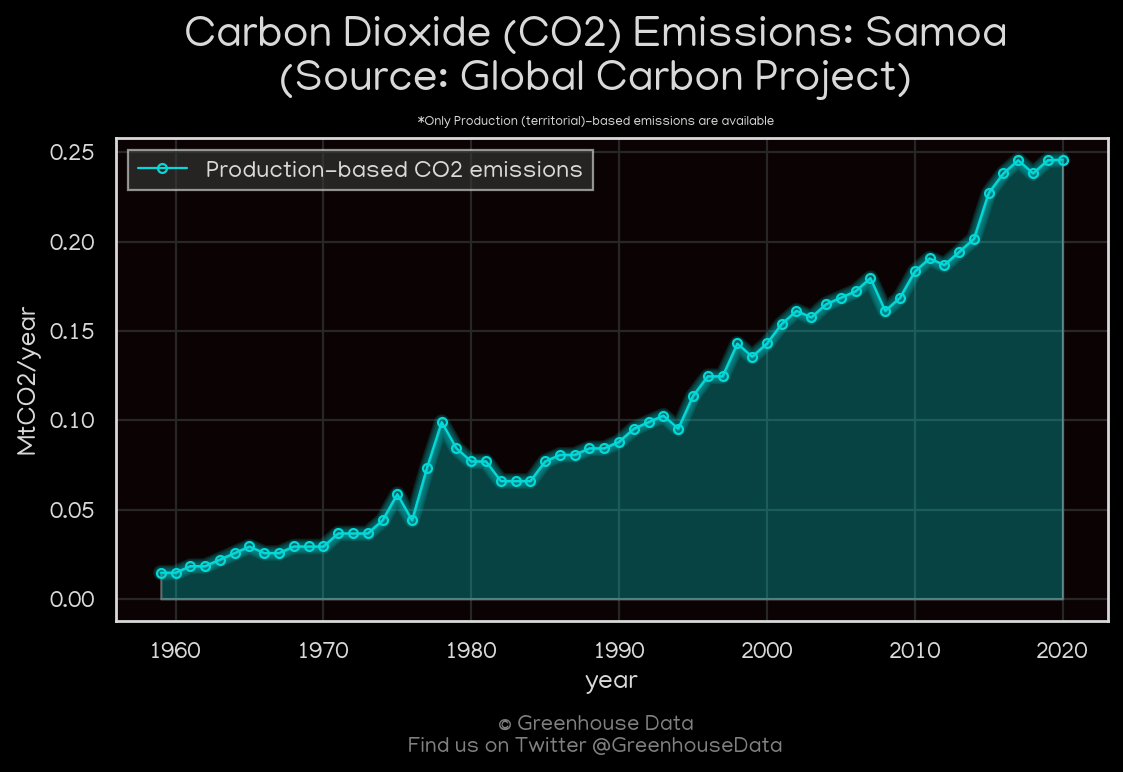 Carbon Dioxide (CO2) Emissions: Samoa
(Source: Global Carbon Project)
*Only Production (territorial)-based emissions are available
Production-based CO2 emissions
MtCO2/year
0.25
0.20
0.15
0.10
0.05
0.00
1960 1970 1980 1990 2000 2010 2020
year
© Greenhouse Data
Find us on Twitter @GreenhouseData